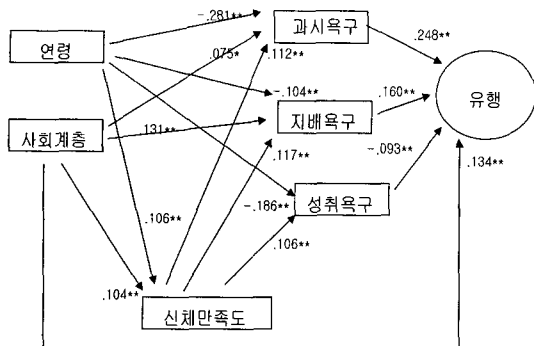 -.281**
과시욕구
.248**
연령
.075*
.112**
-.104**
.160**
유행
사회계층
.131**
지배욕구
.117**
-.093**
.134**
-.186**
성취욕구
.106**
.106**
.104**
신체만족도